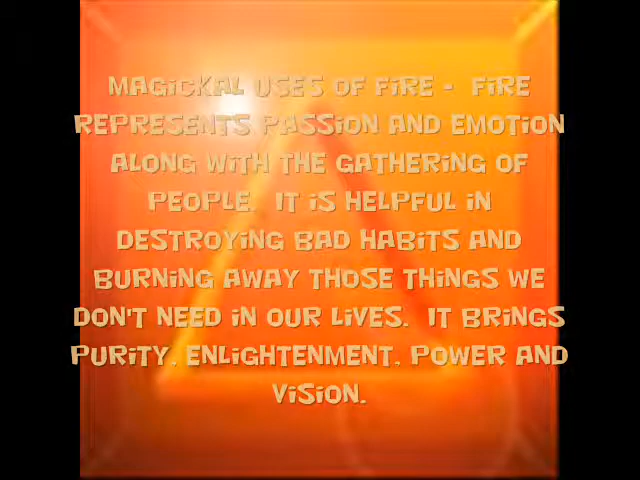 MAGICKAL USES OF FIRE - FIRE
REPRESENTS PASSION AND EMOTION
ALONG WITH THE GATHERING OF
PEOPLE. IT IS HELPFUL IN
DESTROYING BAD HABITS AND
BURNING AWAY THOSE THINGS WE
DON'T NEED IN OUR LIVES. IT BRINGS
PURITY, ENLIGHTENMENT, POWER AND
VISION.